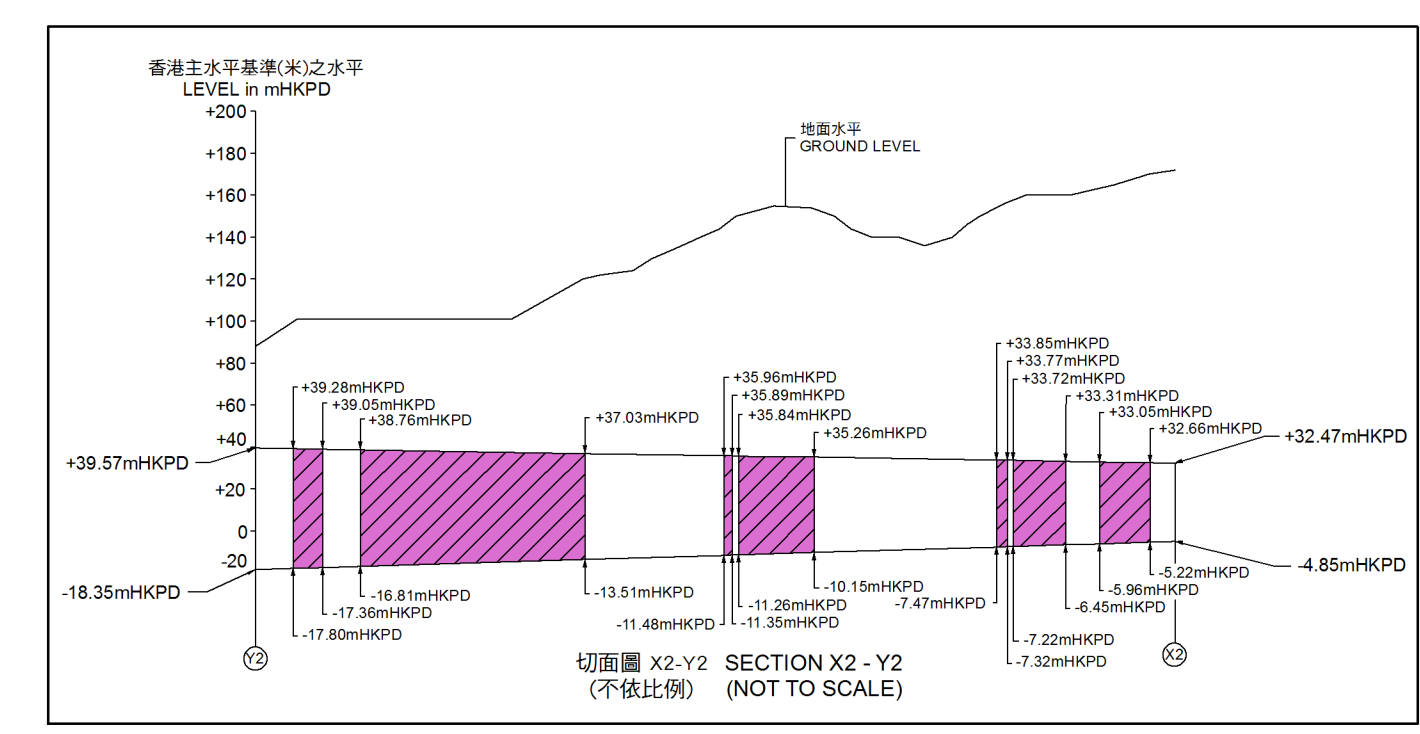 香港主水平基準(米)之水平
LEVEL in mHKPD
+200
+180
+160
+140
+120
+100
+80
+60
+40
+20
0
-20
地面水平
GROUND LEVEL
+39.57mHKPD
+39.28mHKPD
+39.05mHKPD
+38.76mHKPD
+37.03mHKPD
+35.96mHKPD
+35.89mHKPD
+35.84mHKPD
+35.26mHKPD
+33.85mHKPD
+33.77mHKPD
+33.72mHKPD
+33.31mHKPD
+33.05mHKPD
+32.66mHKPD
+32.47mHKPD
-18.35mHKPD
-17.80mHKPD
-17.36mHKPD
-16.81mHKPD
-13.51mHKPD
-11.48mHKPD
-11.35mHKPD
-11.26mHKPD
-10.15mHKPD
-7.47mHKPD
-7.32mHKPD
-7.22mHKPD
-6.45mHKPD
-5.96mHKPD
-5.22mHKPD
-4.85mHKPD
Y2
X2
切面圖 X2-Y2 SECTION X2 - Y2
(不依比例) (NOT TO SCALE)